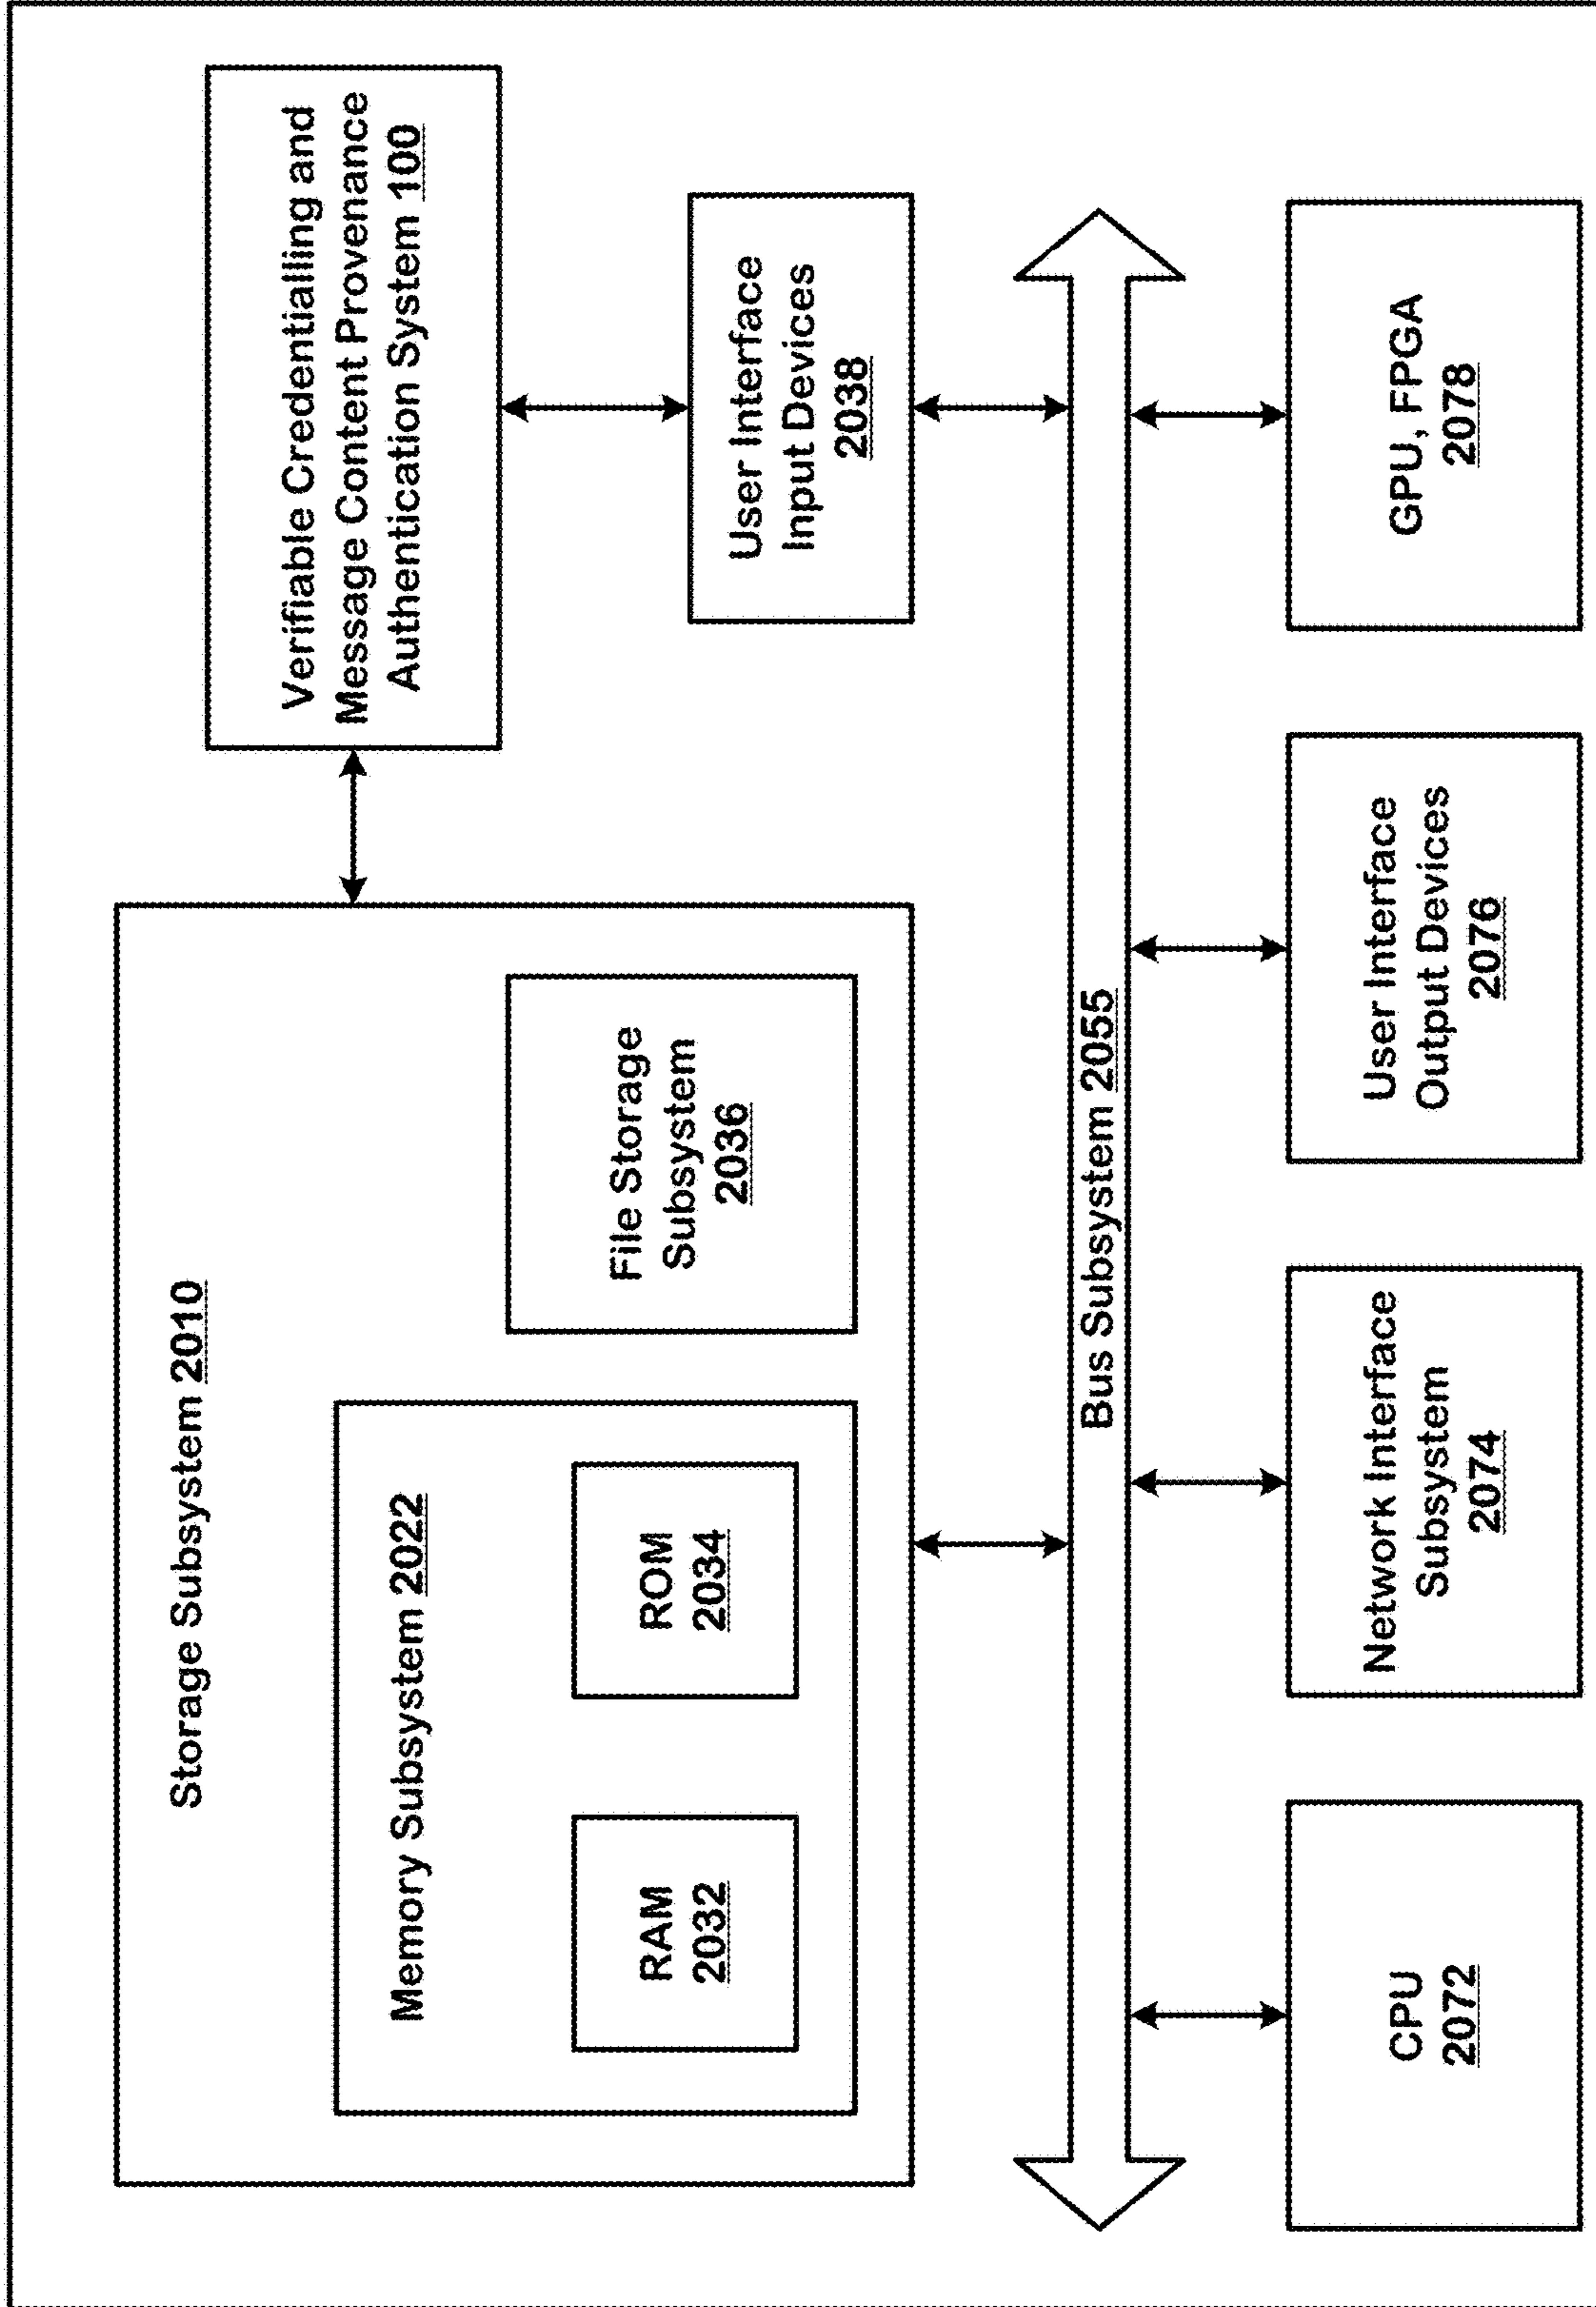 Storage Subsystem 2010
Memory Subsystem 2022
RAM
2032
ROM
2034
File Storage
Subsystem
2036
Verifiable Credentialling and
Message Content Provenance
Authentication System 100
User Interface
Input Devices
2038
Bus Subsystem 2055
CPU
2072
Network Interface
Subsystem
2074
User Interface
Output Devices
2076
GPU, FPGA
2078